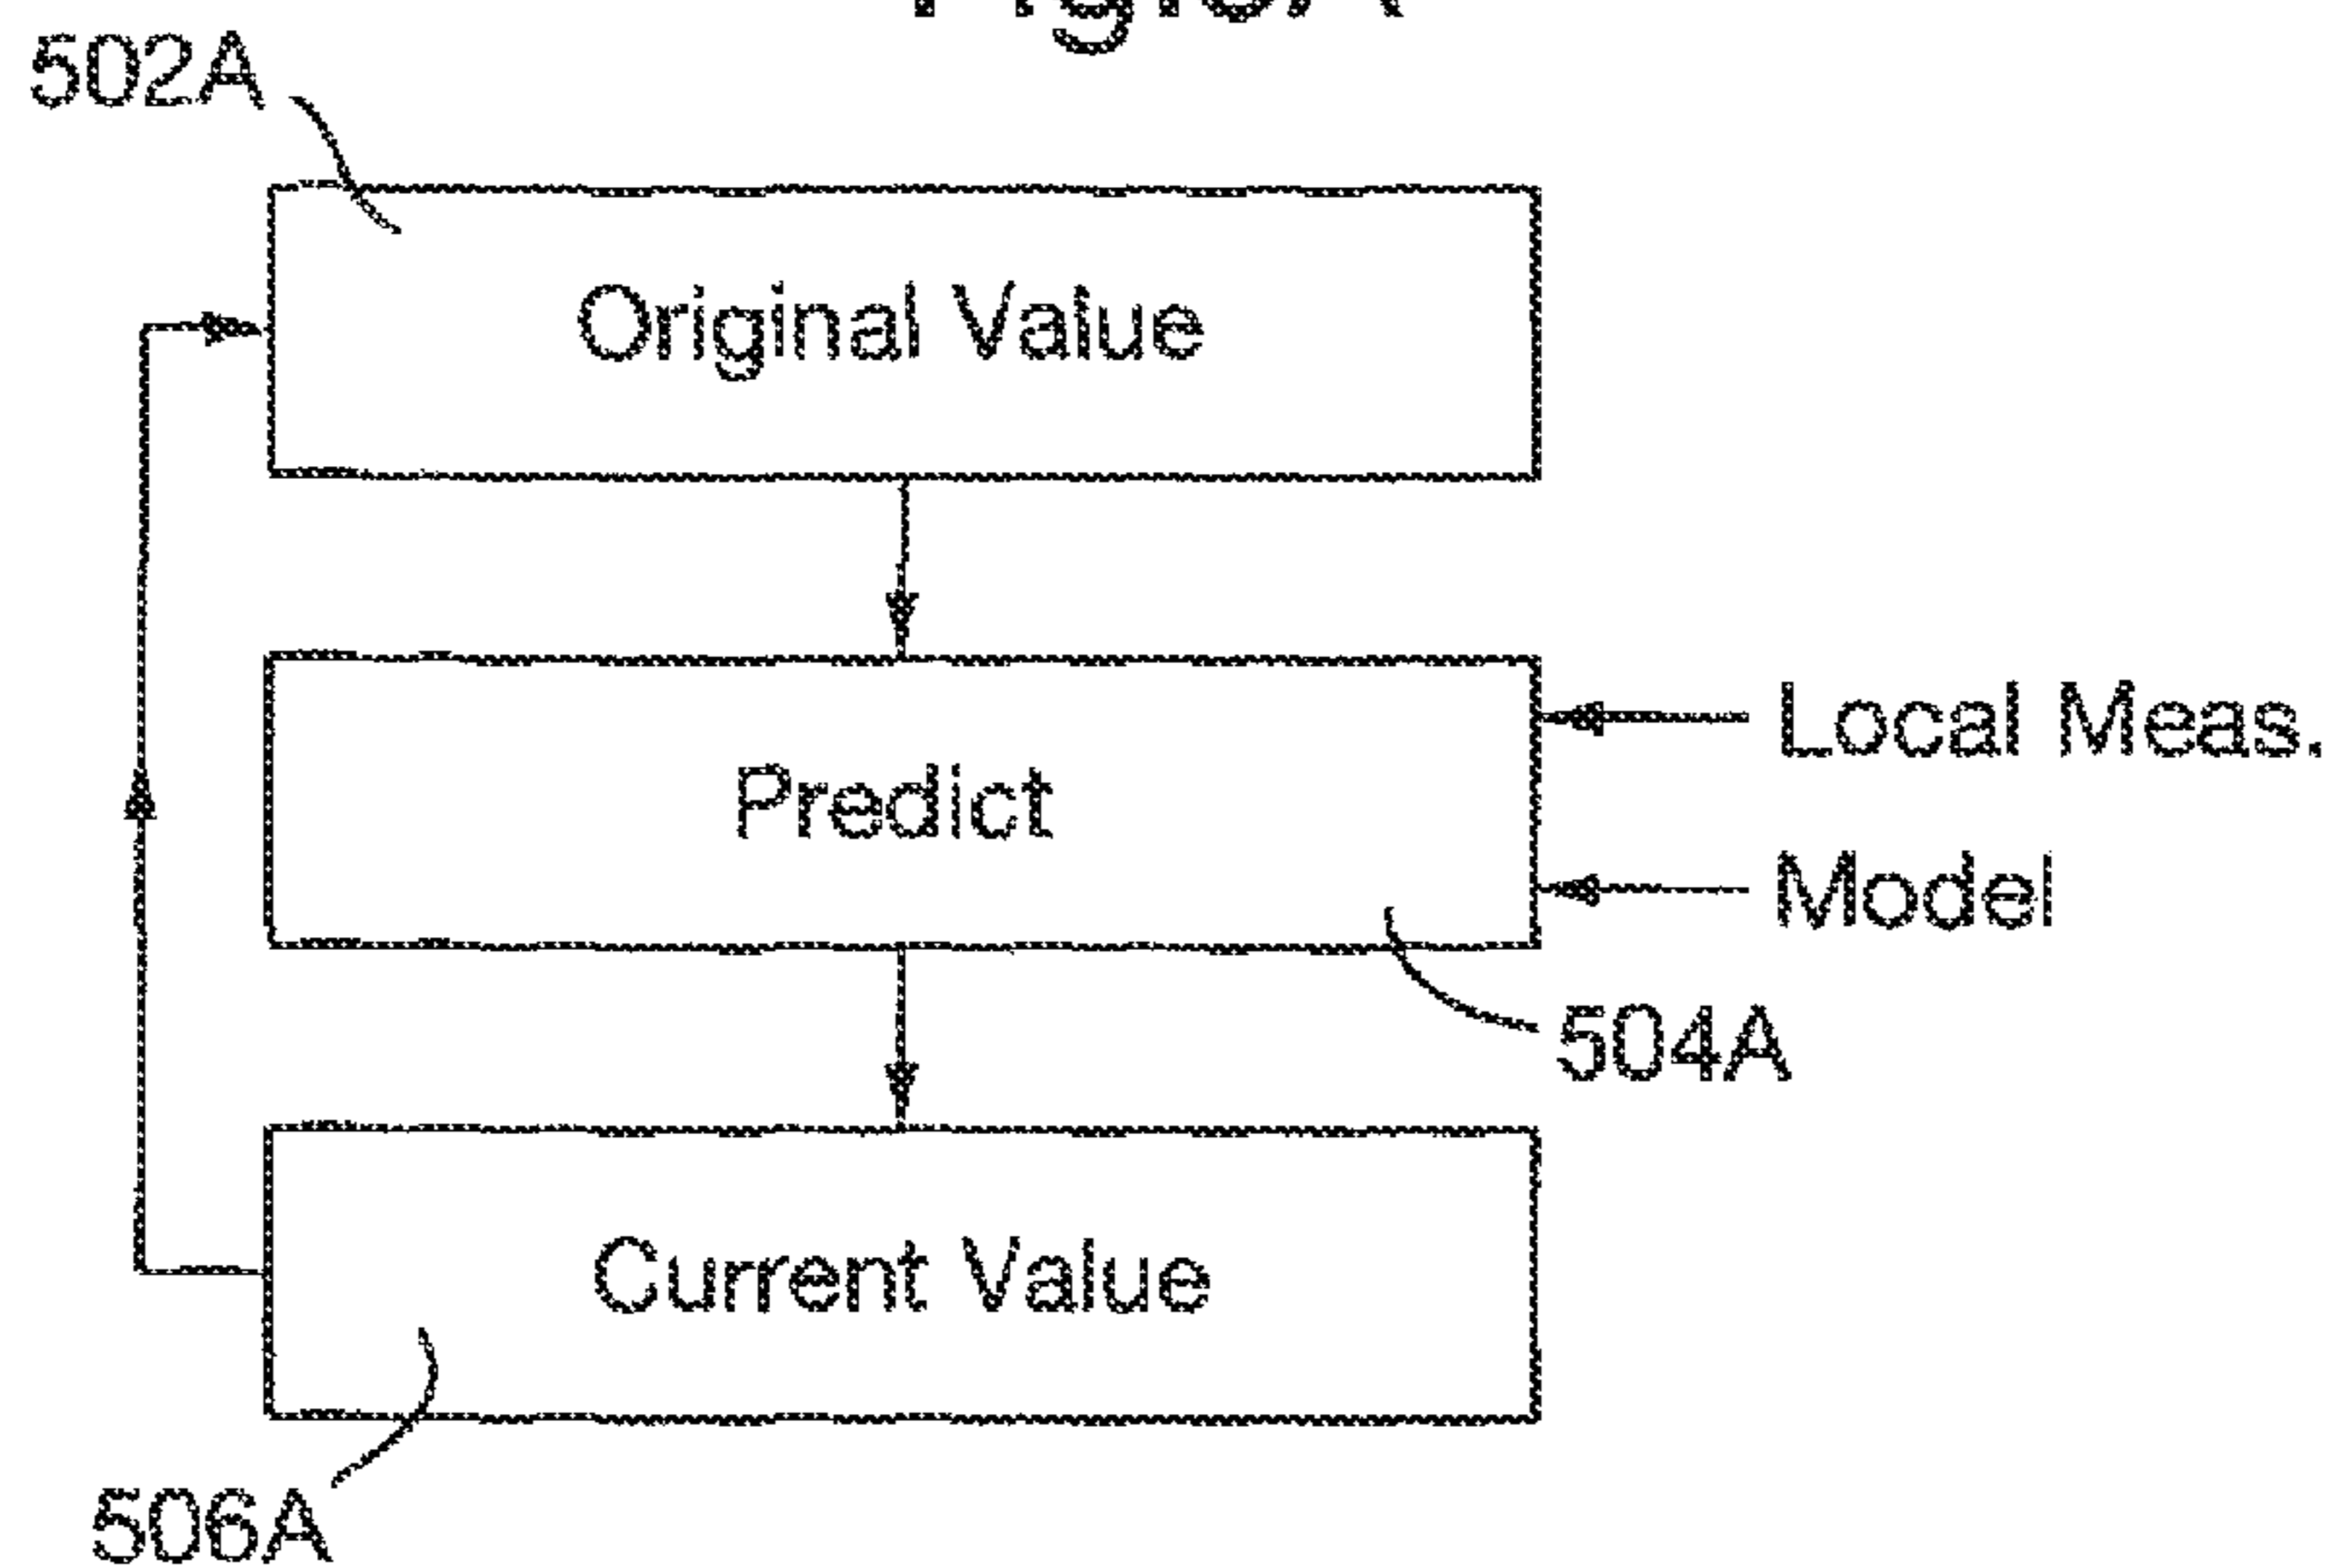 502A
Original Value
Local Meas.
Predict
Model
504A
Current Value
506A